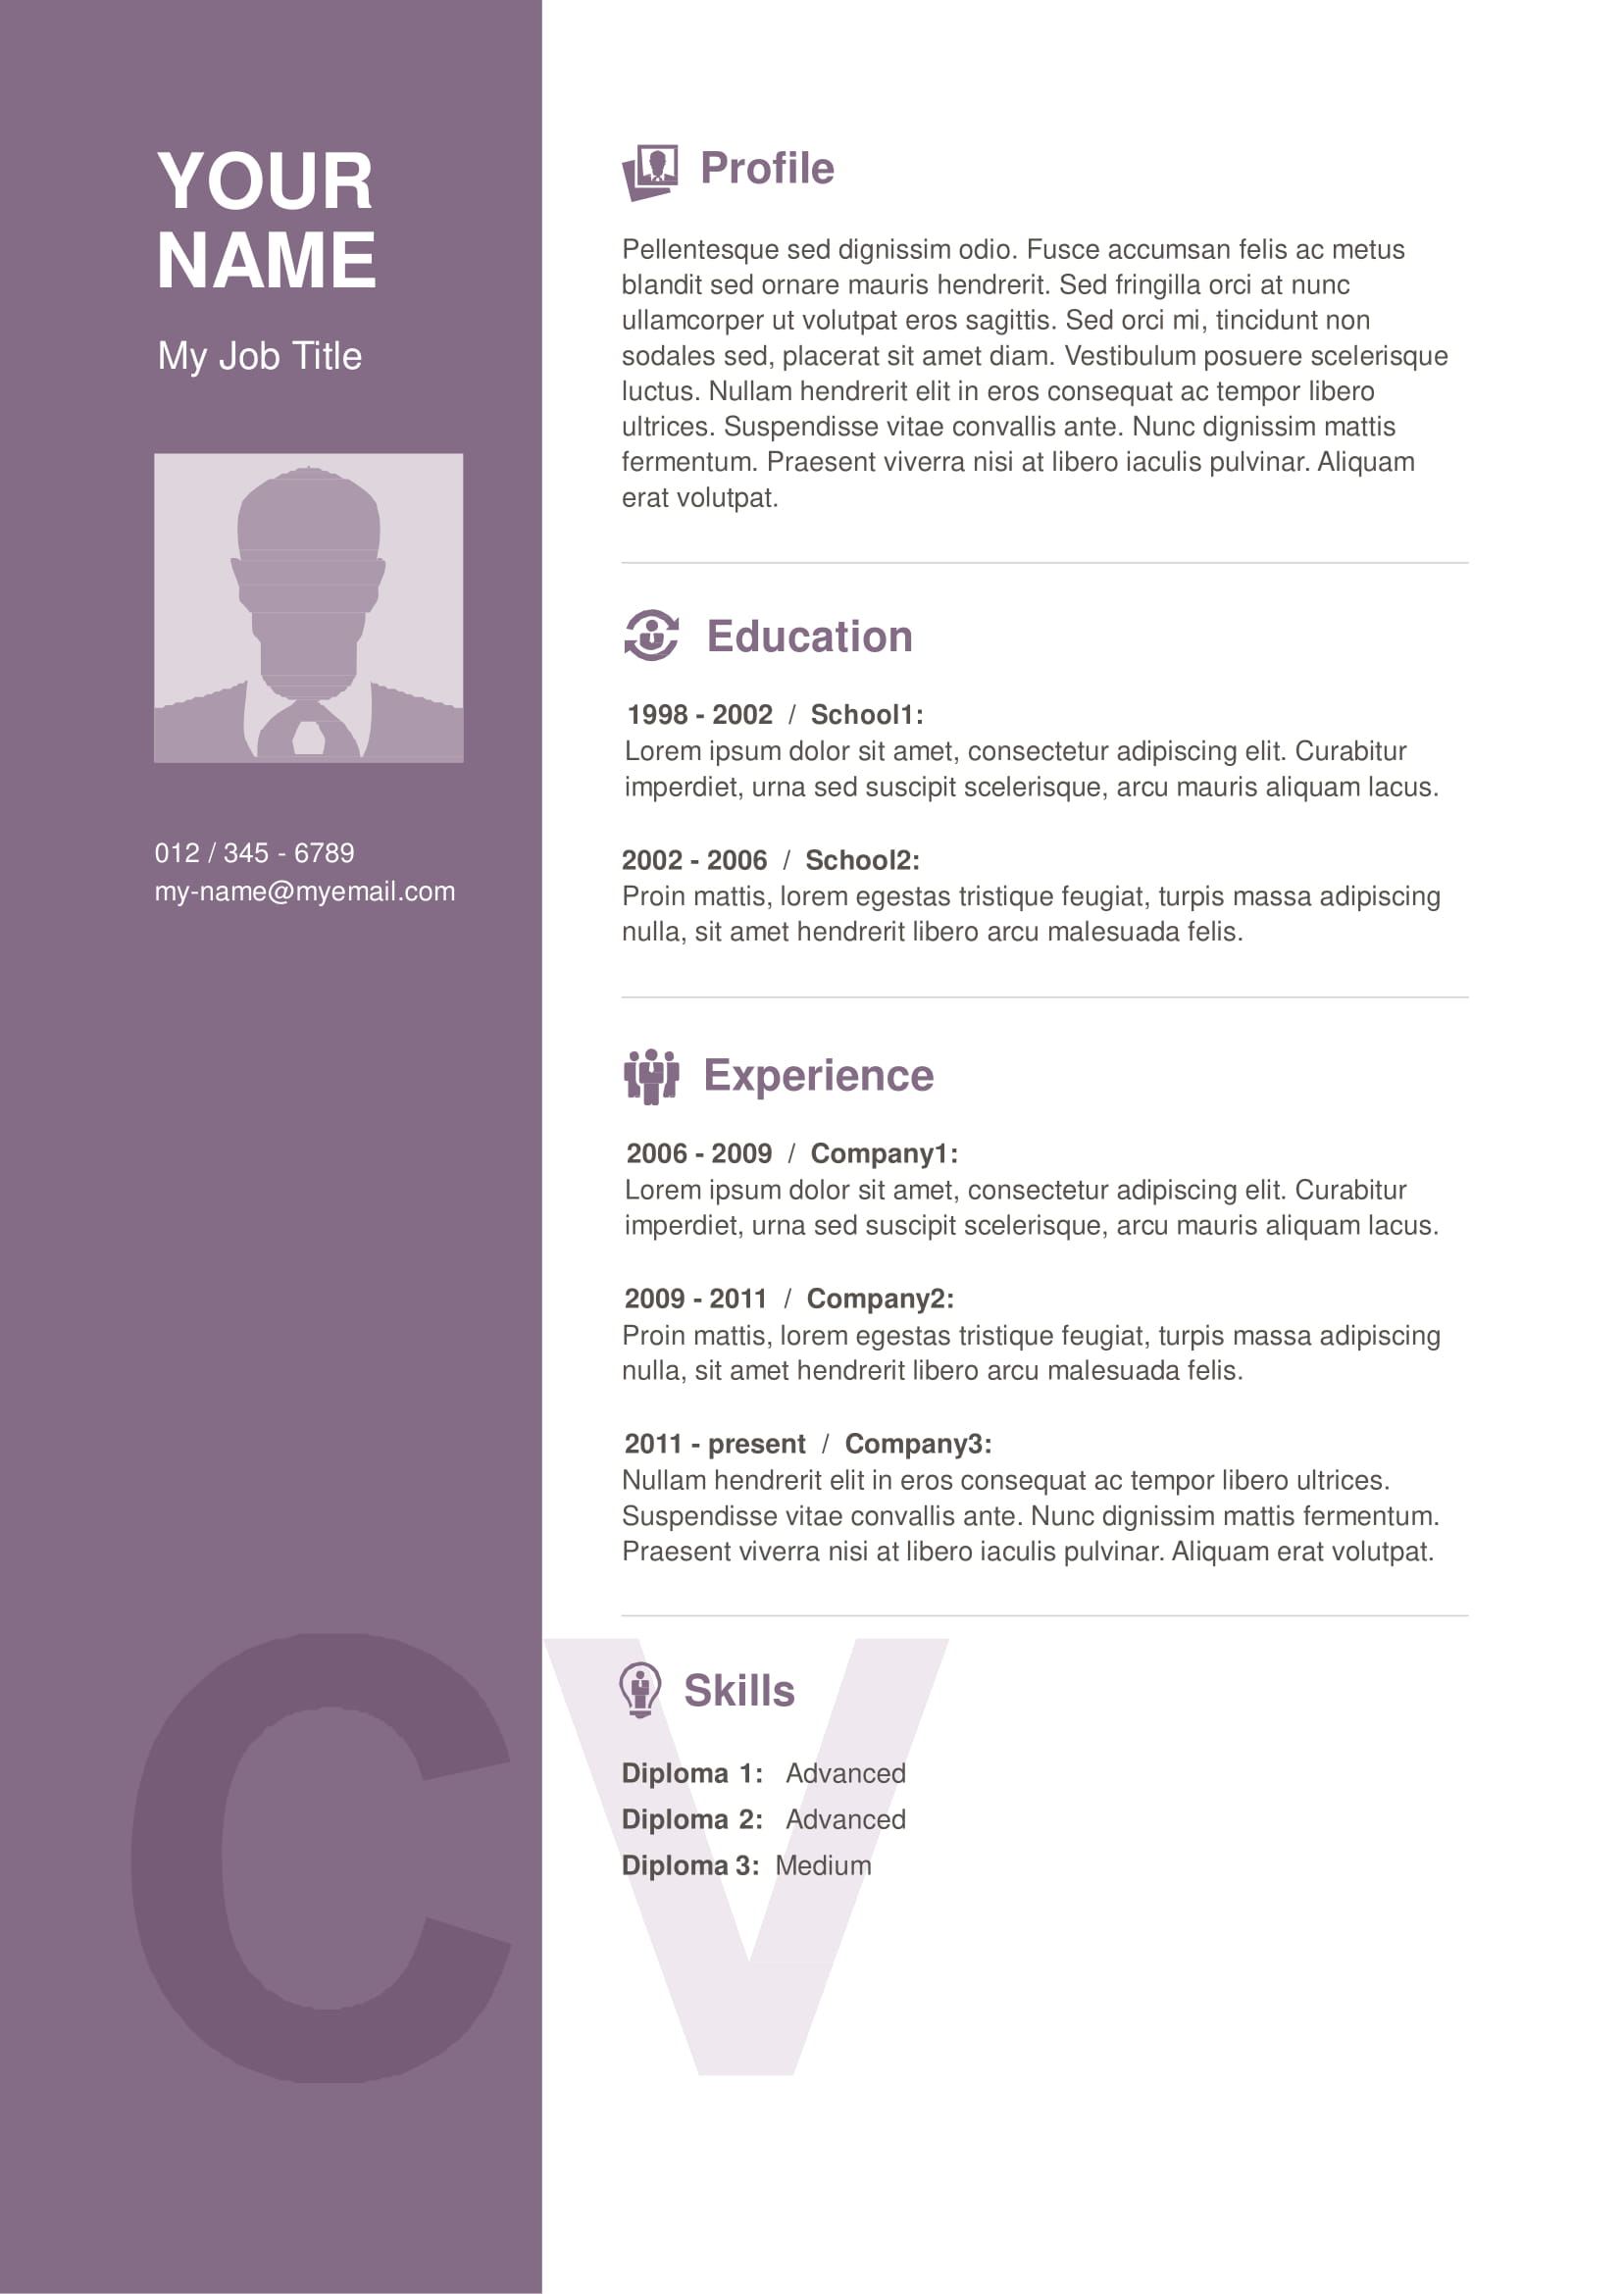 YOUR
NAME
My Job Title
012 / 345 - 6789
my-name@myemail.com
Profile
Pellentesque sed dignissim odio. Fusce accumsan felis ac metus
blandit sed ornare mauris hendrerit. Sed fringilla orci at nunc
ullamcorper ut volutpat eros sagittis. Sed orci mi, tincidunt non
sodales sed, placerat sit amet diam. Vestibulum posuere scelerisque
luctus. Nullam hendrerit elit in eros consequat ac tempor libero
ultrices. Suspendisse vitae convallis ante. Nunc dignissim mattis
fermentum. Praesent viverra nisi at libero iaculis pulvinar. Aliquam
erat volutpat.
Education
1998 - 2002 / School1:
Lorem ipsum dolor sit amet, consectetur adipiscing elit. Curabitur
imperdiet, urna sed suscipit scelerisque, arcu mauris aliquam lacus.
2002 - 2006 / School2:
Proin mattis, lorem egestas tristique feugiat, turpis massa adipiscing
nulla, sit amet hendrerit libero arcu malesuada felis.
Experience
2006 - 2009 / Company1:
Lorem ipsum dolor sit amet, consectetur adipiscing elit. Curabitur
imperdiet, urna sed suscipit scelerisque, arcu mauris aliquam lacus.
2009 - 2011 / Company2:
Proin mattis, lorem egestas tristique feugiat, turpis massa adipiscing
nulla, sit amet hendrerit libero arcu malesuada felis.
2011 - present / Company3:
Nullam hendrerit elit in eros consequat ac tempor libero ultrices.
Suspendisse vitae convallis ante. Nunc dignissim mattis fermentum.
Praesent viverra nisi at libero iaculis pulvinar. Aliquam erat volutpat.
Skills
Diploma 1: Advanced
Diploma 2: Advanced
Diploma 3: Medium
CV